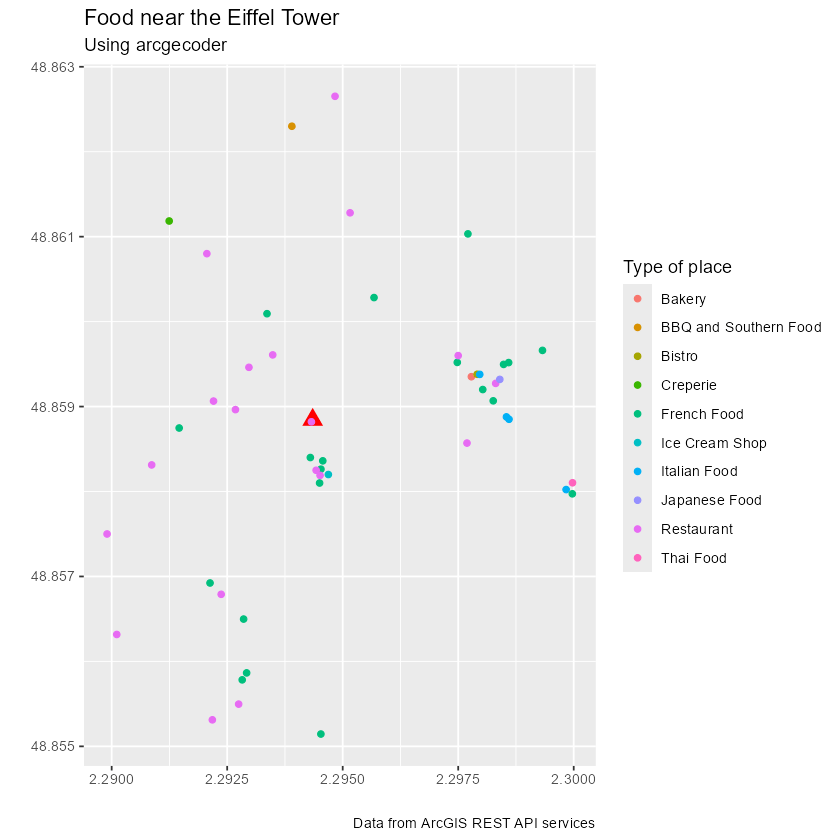 Food near the Eiffel Tower
Using arcgecoder
48.863
48.861
48.859
48.857
48.855
2.2900
2.2925
2.2950
2.2975
2.3000
Type of place
Bakery
BBQ and Southern Food
Bistro
Creperie
French Food
Ice Cream Shop
Italian Food
Japanese Food
Restaurant
Thai Food
Data from ArcGIS REST API services